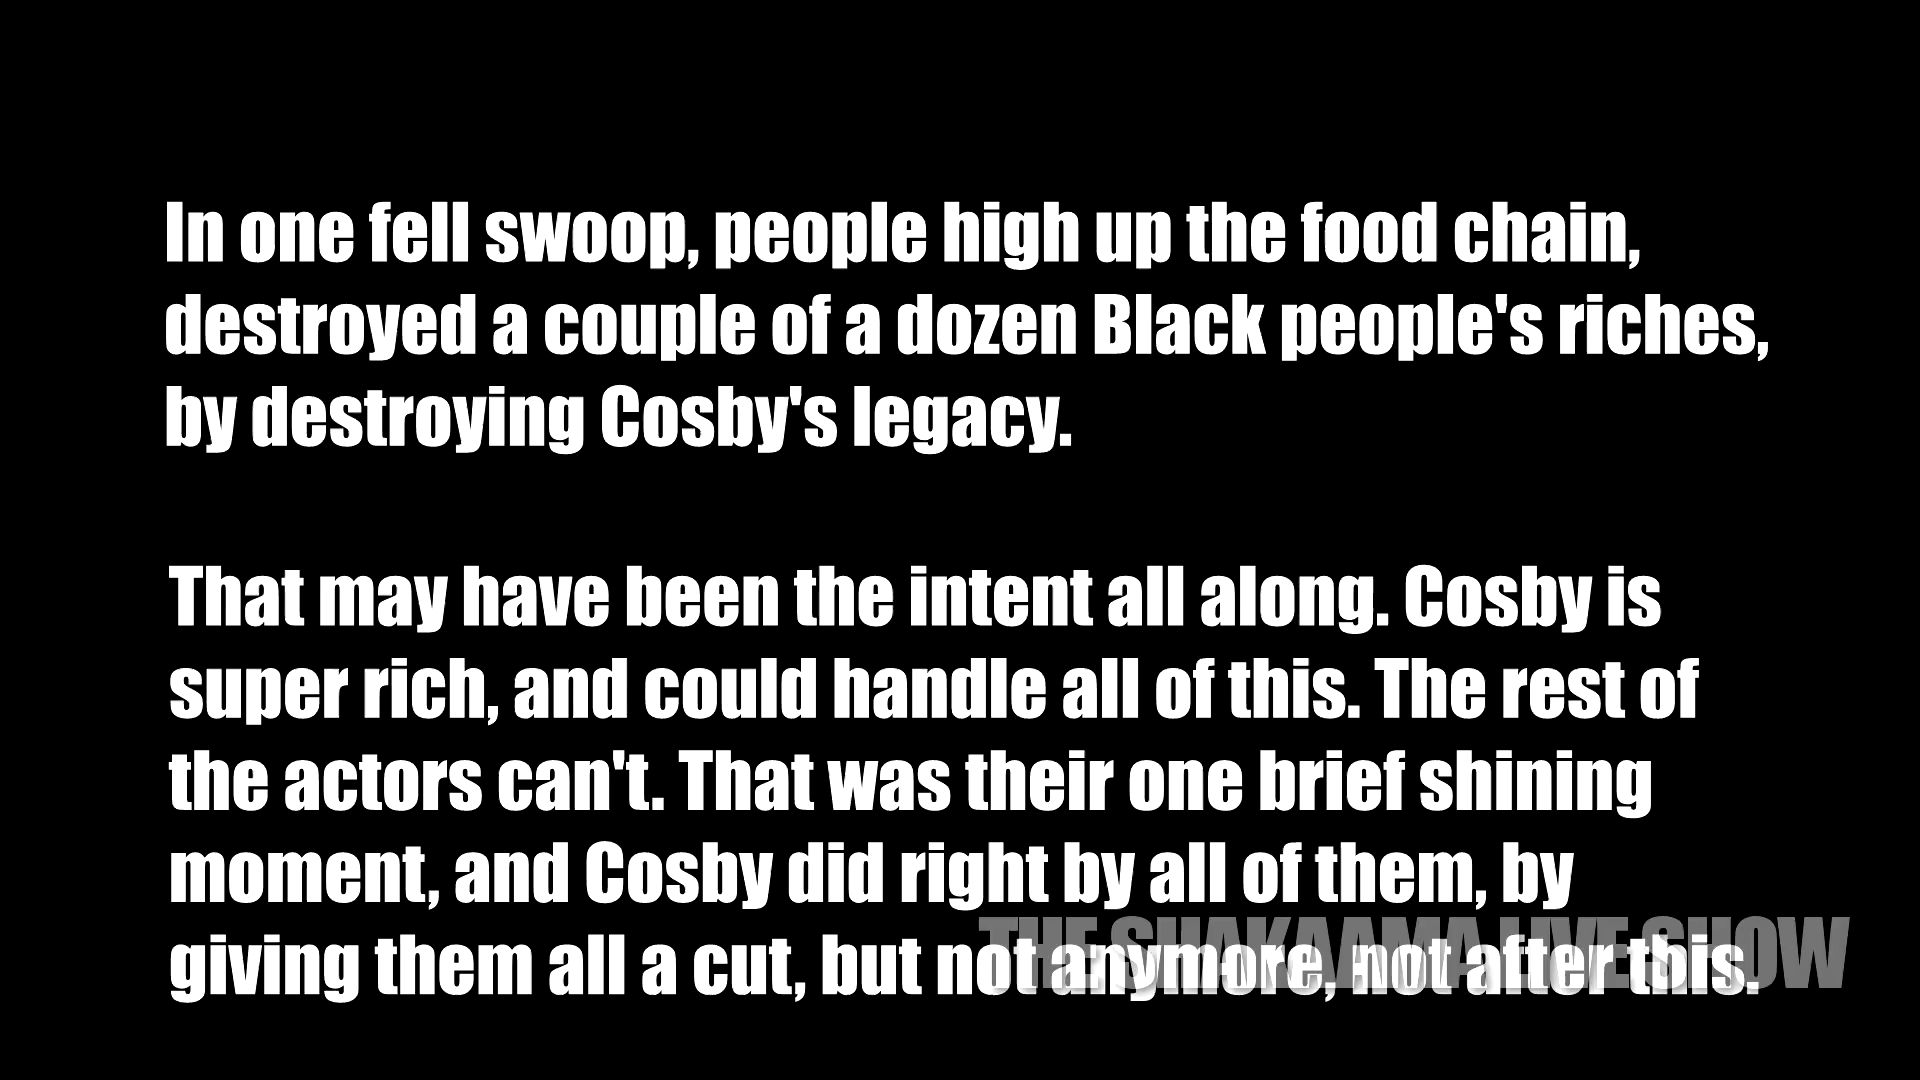 In one fell swoop, people high up the food chain,
destroyed a couple of a dozen Black people's riches,
by destroying Cosby's legacy.
That may have been the intent all along. Cosby is
super rich, and could handle all of this. The rest of
the actors can't. That was their one brief shining
moment, and Cosby did right by all of them, by
giving them all a cut, but not anymore, not after this.
THE SHAKAAMA LIVE SHOW